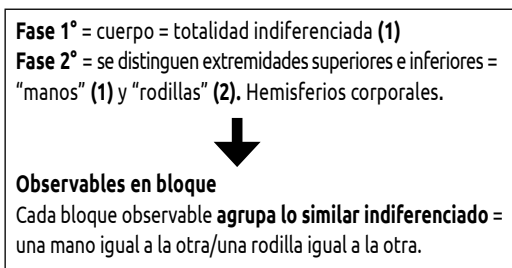 Fase 1° = cuerpo = totalidad indiferenciada (1)
Fase 2° = se distinguen extremidades superiores e inferiores =
“manos” (1) y “rodillas” (2). Hemisferios corporales.
Observables en bloque
Cada bloque observable agrupa lo similar indiferenciado =
una mano igual a la otra/una rodilla igual a la otra.